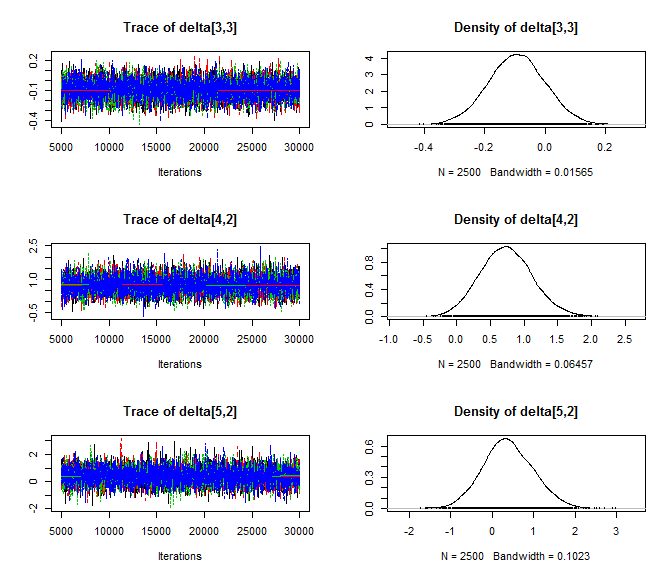 Trace of delta[3,3]
0.2
-0.1
-0.4
5000 10000 15000 20000 25000 30000
Iterations
Density of delta[3,3]
4
3
2
1
0
-0.4 -0.2 0.0 0.2
N = 2500 Bandwidth = 0.01565
Trace of delta[4,2]
2.5
1.0
-0.5
5000 10000 15000 20000 25000 30000
Iterations
Density of delta[4,2]
0.8
0.4
0.0
-1.0 -0.5 0.0 0.5 1.0 1.5 2.0 2.5
N = 2500 Bandwidth = 0.06457
Trace of delta[5,2]
2
0
-2
5000 10000 15000 20000 25000 30000
Iterations
Density of delta[5,2]
0.6
0.3
0.0
-2 -1 0 1 2 3
N = 2500 Bandwidth = 0.1023